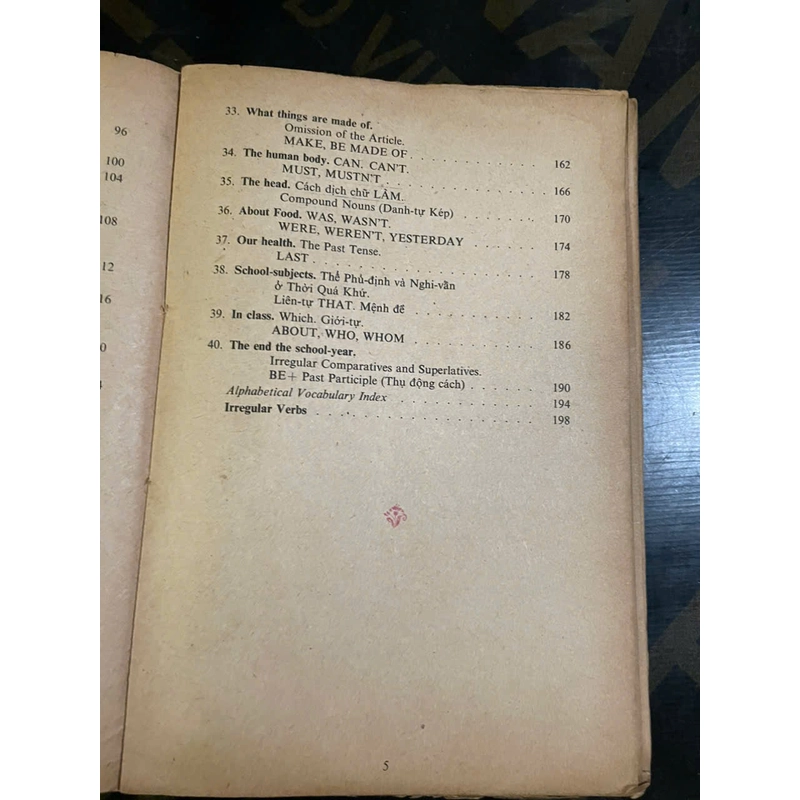 96
100
104
108
12
16
0
4
33. What things are made of.
Omission of the Article.
MAKE, BE MADE OF . . . . . . . . . . . . . 162
34. The human body. CAN. CAN'T.
MUST, MUSTN'T . . . . . . . . . . . . . . . 166
35. The head. Cách dịch chữ LÀM.
Compound Nouns (Danh-tự Kép) . . . . . . . . 170
36. About Food. WAS, WASN'T.
WERE, WEREN'T, YESTERDAY . . . . . . . 174
37. Our health. The Past Tense.
LAST . . . . . . . . . . . . . . . . . . . . 178
38. School-subjects. Thể Phủ-định và Nghi-vấn
ở Thời Quá Khứ.
Liên-tự THAT. Mệnh đề . . . . . . . . . . . 182
39. In class. Which. Giới-tự.
ABOUT, WHO, WHOM . . . . . . . . . . . 186
40. The end the school-year.
Irregular Comparatives and Superlatives.
BE+ Past Participle (Thụ động cách) . . . . . . . 190
Alphabetical Vocabulary Index . . . . . . . . . . . . . . 194
Irregular Verbs . . . . . . . . . . . . . . . . . . . . 198
5